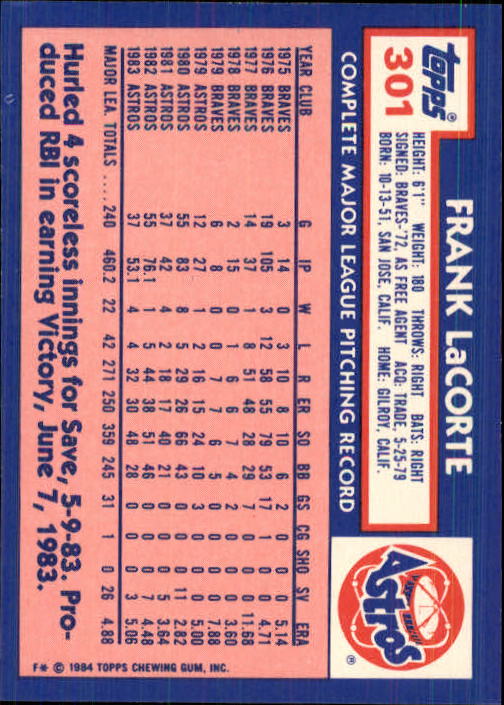 TOPPS®
301
FRANK LaCORTE
HEIGHT: 6'1" WEIGHT: 180 THROWS: RIGHT BATS: RIGHT
SIGNED: BRAVES-'72, AS FREE AGENT ACQ: TRADE, 5-25-79
BORN: 10-13-51, SAN JOSE, CALIF. HOME: GILROY, CALIF.
Astros
®
COMPLETE MAJOR LEAGUE PITCHING RECORD
YEAR CLUB G IP W L R ER SO BB GS CG SHO SV ERA
1975 BRAVES 3 14 0 3 10 8 10 6 2 0 0 0 5.14
1976 BRAVES 19 105 3 12 58 55 79 53 17 1 0 0 4.71
1977 BRAVES 14 37 1 8 51 48 28 29 7 0 0 0 11.68
1978 BRAVES 2 15 0 1 6 6 7 4 2 0 0 0 3.60
1979 BRAVES 6 8 0 0 7 7 6 5 0 0 0 0 7.88
1979 ASTROS 12 27 1 2 16 15 24 10 3 0 0 0 5.00
1980 ASTROS 55 83 8 5 29 26 66 43 0 0 0 11 2.82
1981 ASTROS 37 42 4 2 18 17 40 21 0 0 0 5 3.64
1982 ASTROS 55 76.1 1 5 44 38 51 46 0 0 0 7 4.48
1983 ASTROS 37 53.1 4 4 32 30 48 28 0 0 0 3 5.06
MAJOR LEA. TOTALS .... 240 460.2 22 42 271 250 359 245 31 1 0 26 4.88
Hurled 4 scoreless innings for Save, 5-9-83. Pro-
duced RBI in earning Victory, June 7, 1983.
F* © 1984 TOPPS CHEWING GUM, INC.